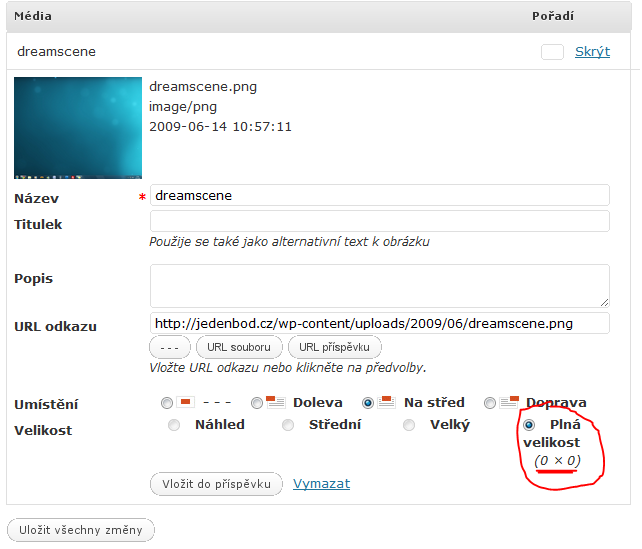 Média Pořadí
dreamscene Skrýt
dreamscene.png
image/png
2009-06-14 10:57:11
Název * dreamscene
Titulek
Použije se také jako alternativní text k obrázku
Popis
URL odkazu http://jedenbod.cz/wp-content/uploads/2009/06/dreamscene.png
- - - URL souboru URL příspěvku
Vložte URL odkazu nebo klikněte na předvolby.
Umístění - - - Doleva Na střed Doprava
Velikost Náhled Střední Velký Plná
velikost
(0 × 0)
Vložit do příspěvku Vymazat
Uložit všechny změny